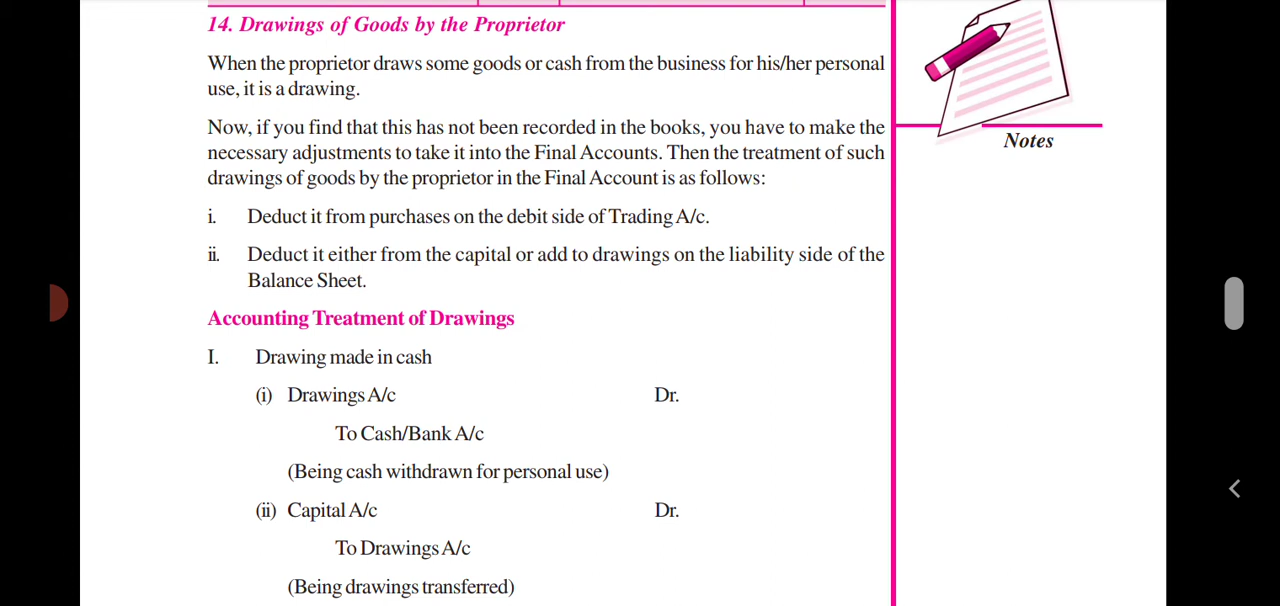 14. Drawings of Goods by the Proprietor
When the proprietor draws some goods or cash from the business for his/her personal
use, it is a drawing.
Now, if you find that this has not been recorded in the books, you have to make the
necessary adjustments to take it into the Final Accounts. Then the treatment of such
drawings of goods by the proprietor in the Final Account is as follows:
i. Deduct it from purchases on the debit side of Trading A/c.
ii. Deduct it either from the capital or add to drawings on the liability side of the
Balance Sheet.
Accounting Treatment of Drawings
I. Drawing made in cash
(i) Drawings A/c Dr.
To Cash/Bank A/c
(Being cash withdrawn for personal use)
(ii) Capital A/c Dr.
To Drawings A/c
(Being drawings transferred)
Notes